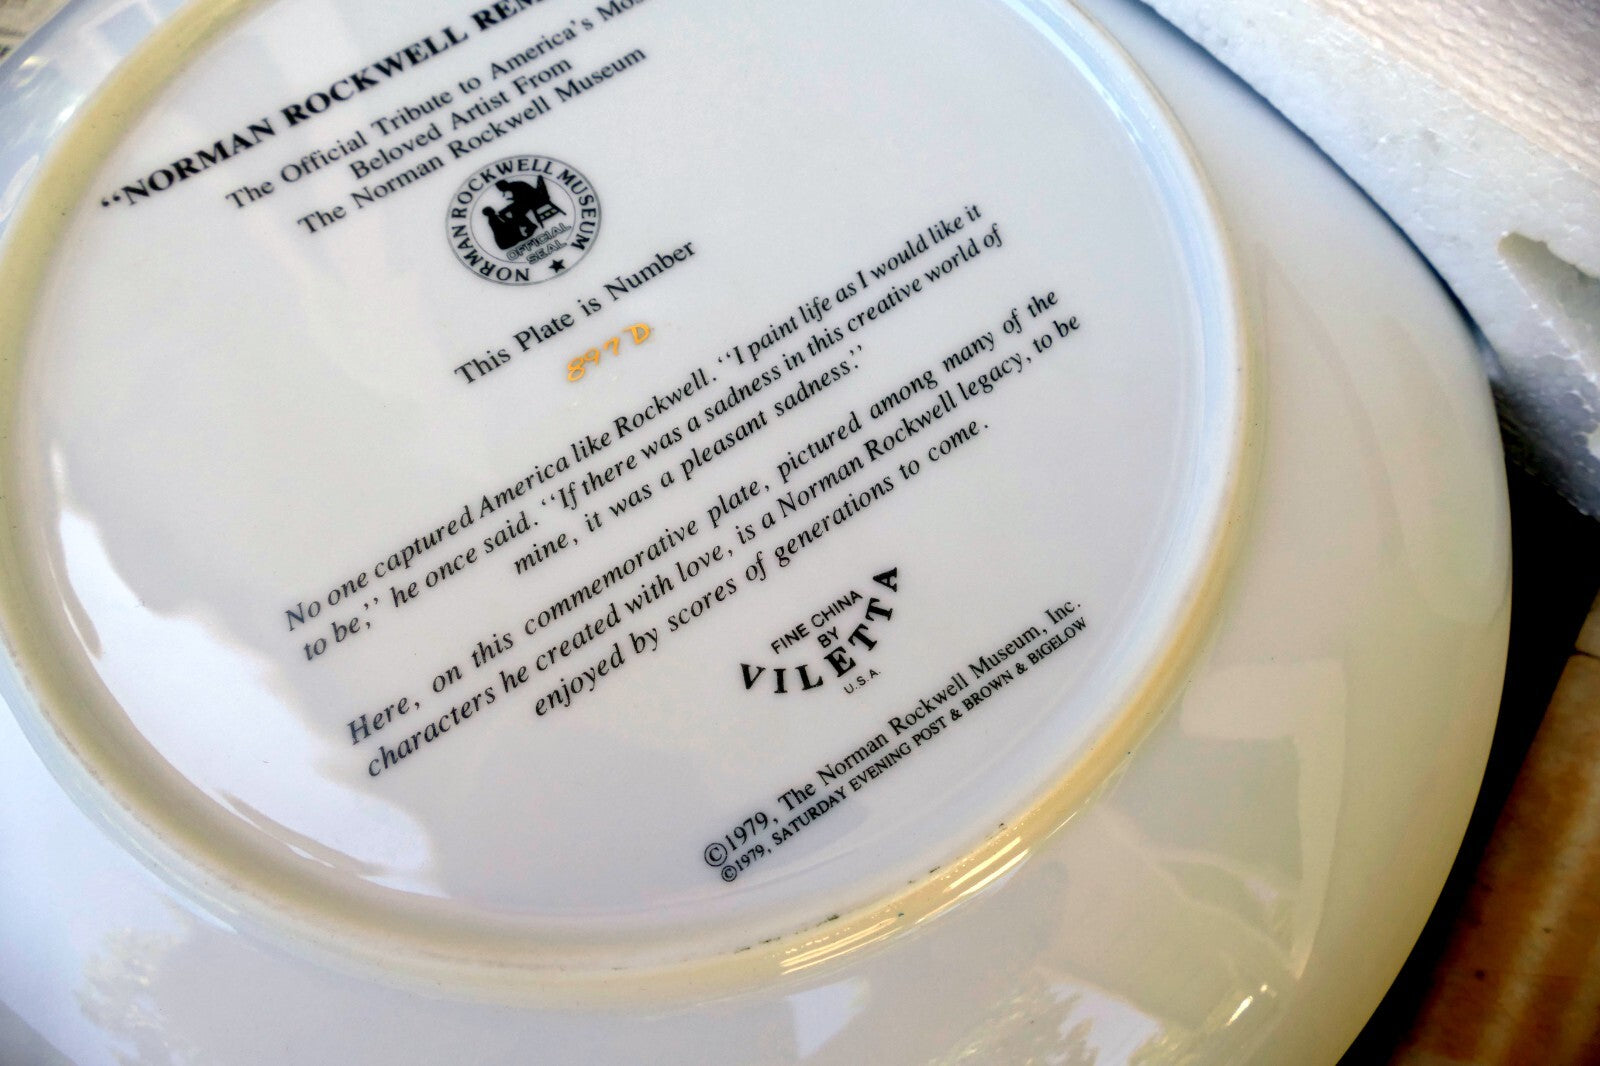 “NORMAN ROCKWELL
The Official Tribute to America's
Beloved Artist From
The Norman Rockwell Museum
NORMAN ROCKWELL MUSEUM
OFFICIAL
SEAL
This Plate is Number
897 D
No one captured America like Rockwell. “I paint life as I would like it
to be,” he once said. “If there was a sadness in this creative world of
mine, it was a pleasant sadness.”
Here, on this commemorative plate, pictured among many of the
characters he created with love, is a Norman Rockwell legacy, to be
enjoyed by scores of generations to come.
FINE CHINA
BY
VILETTA
U.S.A.
©1979, The Norman Rockwell Museum, Inc.
©1979, SATURDAY EVENING POST & BROWN & BIGELOW